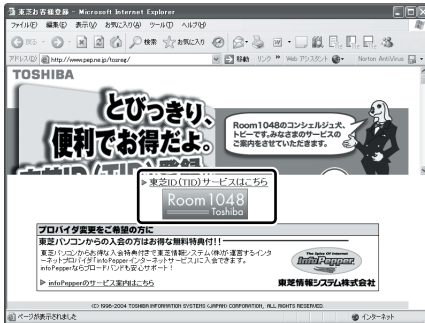 東芝お客様登録 - Microsoft Internet Explorer
ファイル(F) 編集(E) 表示(V) お気に入り(A) ツール(T) ヘルプ(H)
戻る 検索 お気に入り
アドレス(D) http://www.pep.ne.jp/tosreg/ 移動 リンク » Web アシスタント Norton AntiVirus
TOSHIBA
とびっきり、
便利でお得だよ。
Room1048のコンシェルジュ犬、
トビーです。みなさまのサービスの
ご案内をさせていただきます。
▶ 東芝ID(TID)サービスはこちら
Room 1048
Toshiba
プロバイダ変更をご希望の方に
東芝パソコンからの入会の方はお得な無料特典付!!
東芝パソコンからお得な入会特典付きで東芝情報システム(株)が運営するインタ
ーネットプロバイダ「infoPepperインターネットサービス」に入会できます。
infoPepperならブロードバンドも安心サポート!
▶ infoPepperのサービス案内はこちら
The Spice Of Internet
InfoPepper
東芝情報システム株式会社
(C) 1998-2004 TOSHIBA INFORMATION SYSTEMS (JAPAN) CORPORATION, ALL RIGHTS RESERVED.
ページが表示されました インターネット